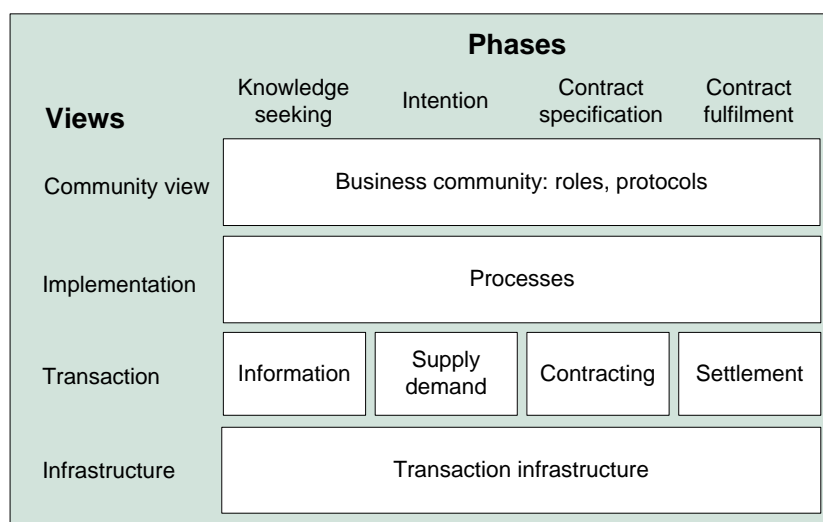 Phases
Knowledge
seeking
Intention
Contract
specification
Contract
fulfilment
Views
Community view
Business community: roles, protocols
Implementation
Processes
Transaction
Information
Supply
demand
Contracting
Settlement
Infrastructure
Transaction infrastructure